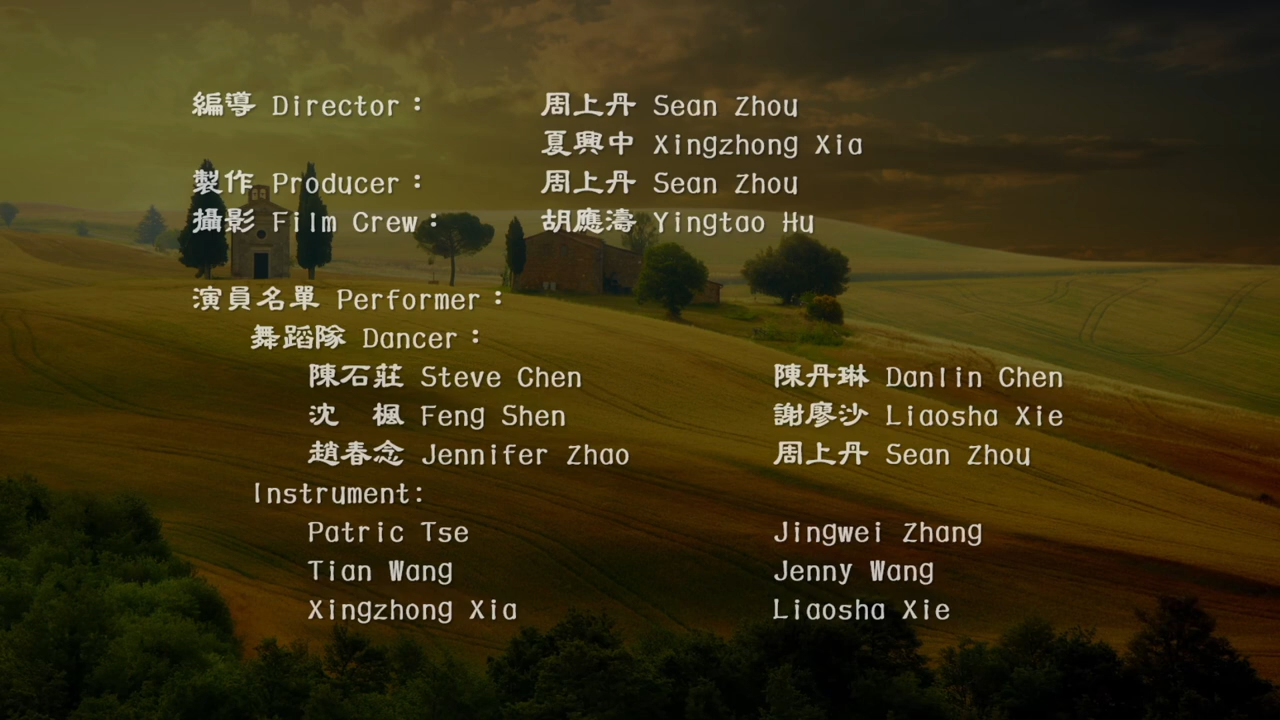 編導 Director： 周上丹 Sean Zhou
夏興中 Xingzhong Xia
製作 Producer： 周上丹 Sean Zhou
攝影 Film Crew： 胡應濤 Yingtao Hu
演員名單 Performer：
舞蹈隊 Dancer：
陳石莊 Steve Chen 陳丹琳 Danlin Chen
沈　楓 Feng Shen 謝廖沙 Liaosha Xie
趙春念 Jennifer Zhao 周上丹 Sean Zhou
Instrument:
Patric Tse Jingwei Zhang
Tian Wang Jenny Wang
Xingzhong Xia Liaosha Xie